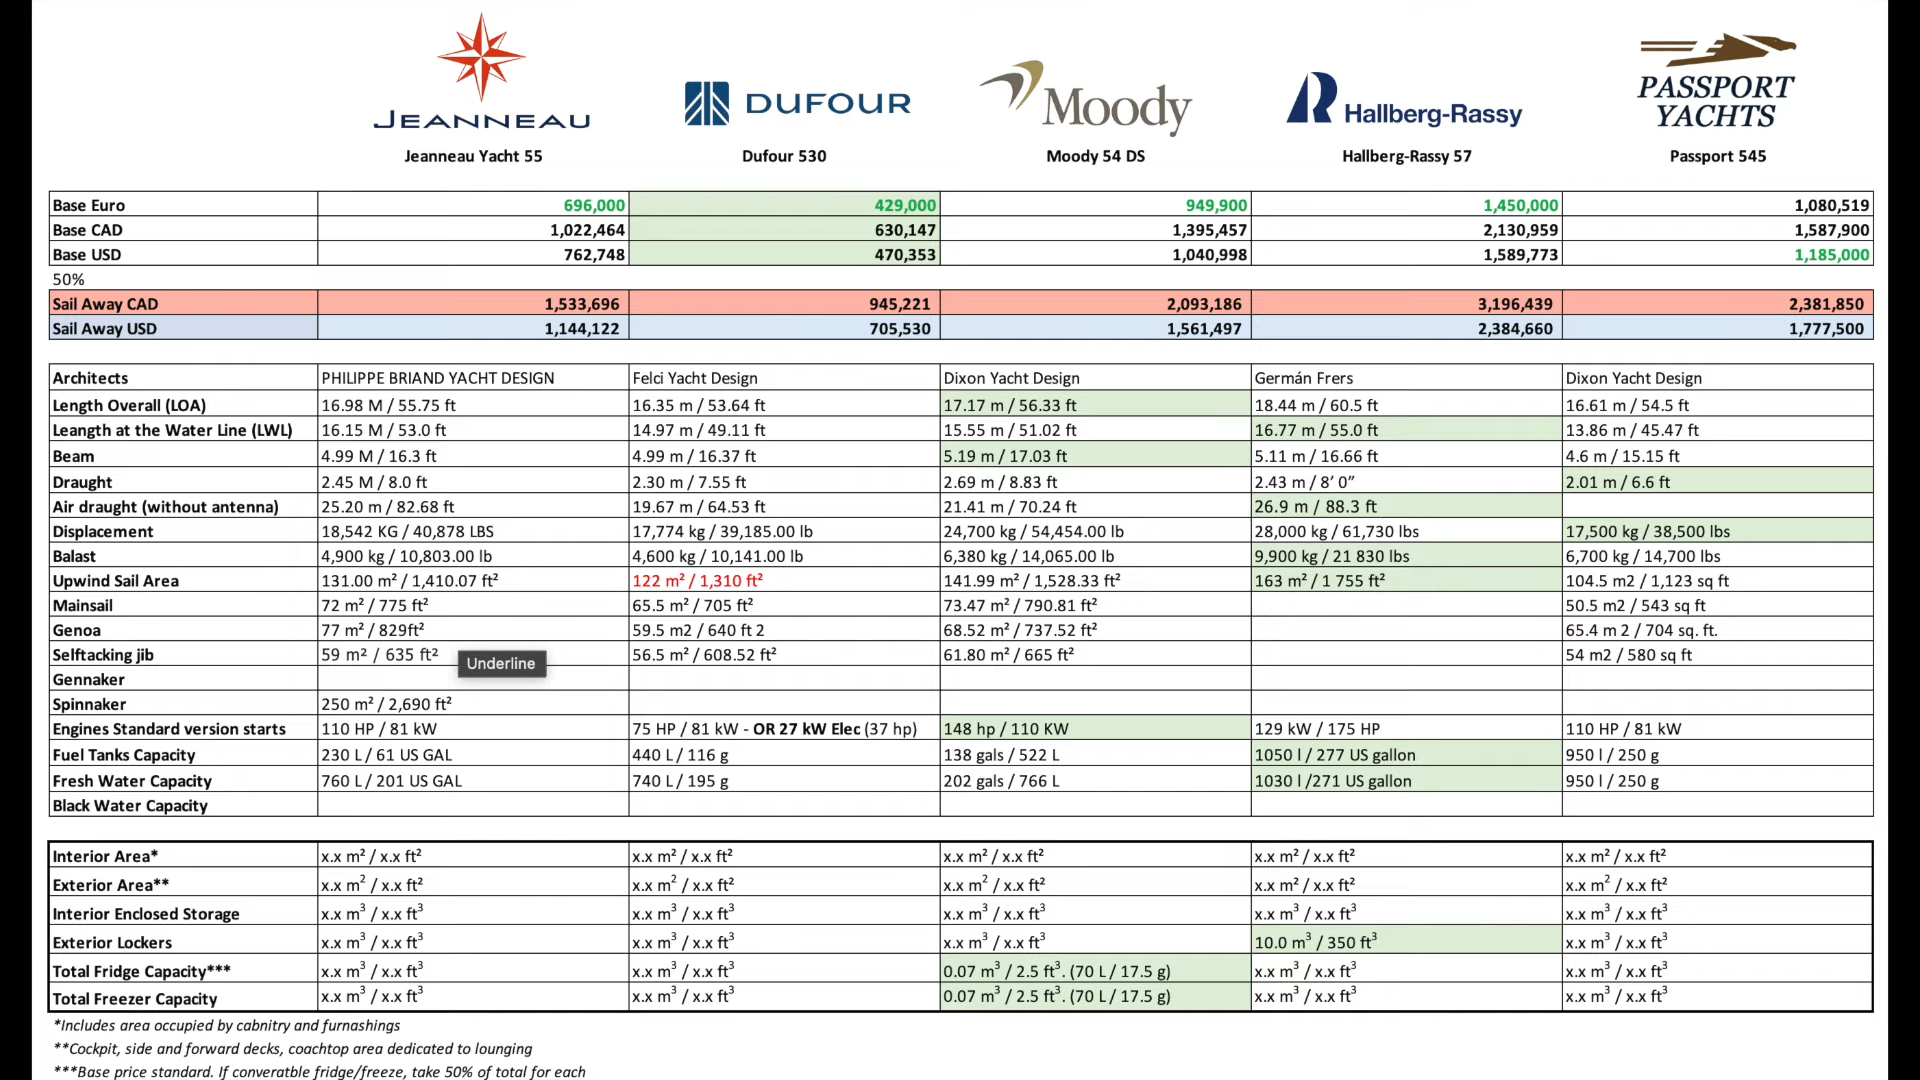 JEANNEAU DUFOUR Moody Hallberg-Rassy PASSPORT YACHTS
Jeanneau Yacht 55 Dufour 530 Moody 54 DS Hallberg-Rassy 57 Passport 545
Base Euro 696,000 429,000 949,900 1,450,000 1,080,519
Base CAD 1,022,464 630,147 1,395,457 2,130,959 1,587,900
Base USD 762,748 470,353 1,040,998 1,589,773 1,185,000
50%
Sail Away CAD 1,533,696 945,221 2,093,186 3,196,439 2,381,850
Sail Away USD 1,144,122 705,530 1,561,497 2,384,660 1,777,500
Architects PHILIPPE BRIAND YACHT DESIGN Felci Yacht Design Dixon Yacht Design Germán Frers Dixon Yacht Design
Length Overall (LOA) 16.98 M / 55.75 ft 16.35 m / 53.64 ft 17.17 m / 56.33 ft 18.44 m / 60.5 ft 16.61 m / 54.5 ft
Leangth at the Water Line (LWL) 16.15 M / 53.0 ft 14.97 m / 49.11 ft 15.55 m / 51.02 ft 16.77 m / 55.0 ft 13.86 m / 45.47 ft
Beam 4.99 M / 16.3 ft 4.99 m / 16.37 ft 5.19 m / 17.03 ft 5.11 m / 16.66 ft 4.6 m / 15.15 ft
Draught 2.45 M / 8.0 ft 2.30 m / 7.55 ft 2.69 m / 8.83 ft 2.43 m / 8’ 0” 2.01 m / 6.6 ft
Air draught (without antenna) 25.20 m / 82.68 ft 19.67 m / 64.53 ft 21.41 m / 70.24 ft 26.9 m / 88.3 ft
Displacement 18,542 KG / 40,878 LBS 17,774 kg / 39,185.00 lb 24,700 kg / 54,454.00 lb 28,000 kg / 61,730 lbs 17,500 kg / 38,500 lbs
Balast 4,900 kg / 10,803.00 lb 4,600 kg / 10,141.00 lb 6,380 kg / 14,065.00 lb 9,900 kg / 21 830 lbs 6,700 kg / 14,700 lbs
Upwind Sail Area 131.00 m² / 1,410.07 ft² 122 m² / 1,310 ft² 141.99 m² / 1,528.33 ft² 163 m² / 1 755 ft² 104.5 m2 / 1,123 sq ft
Mainsail 72 m² / 775 ft² 65.5 m² / 705 ft² 73.47 m² / 790.81 ft² 50.5 m2 / 543 sq ft
Genoa 77 m² / 829ft² 59.5 m2 / 640 ft 2 68.52 m² / 737.52 ft² 65.4 m 2 / 704 sq. ft.
Selftacking jib 59 m² / 635 ft² Underline 56.5 m² / 608.52 ft² 61.80 m² / 665 ft² 54 m2 / 580 sq ft
Gennaker
Spinnaker 250 m² / 2,690 ft²
Engines Standard version starts 110 HP / 81 kW 75 HP / 81 kW - OR 27 kW Elec (37 hp) 148 hp / 110 KW 129 kW / 175 HP 110 HP / 81 kW
Fuel Tanks Capacity 230 L / 61 US GAL 440 L / 116 g 138 gals / 522 L 1050 l / 277 US gallon 950 l / 250 g
Fresh Water Capacity 760 L / 201 US GAL 740 L / 195 g 202 gals / 766 L 1030 l /271 US gallon 950 l / 250 g
Black Water Capacity
Interior Area* x.x m² / x.x ft² x.x m² / x.x ft² x.x m² / x.x ft² x.x m² / x.x ft² x.x m² / x.x ft²
Exterior Area** x.x m² / x.x ft² x.x m² / x.x ft² x.x m² / x.x ft² x.x m² / x.x ft² x.x m² / x.x ft²
Interior Enclosed Storage x.x m³ / x.x ft³ x.x m³ / x.x ft³ x.x m³ / x.x ft³ x.x m³ / x.x ft³ x.x m³ / x.x ft³
Exterior Lockers x.x m³ / x.x ft³ x.x m³ / x.x ft³ x.x m³ / x.x ft³ 10.0 m³ / 350 ft³ x.x m³ / x.x ft³
Total Fridge Capacity*** x.x m³ / x.x ft³ x.x m³ / x.x ft³ 0.07 m³ / 2.5 ft³. (70 L / 17.5 g) x.x m³ / x.x ft³ x.x m³ / x.x ft³
Total Freezer Capacity x.x m³ / x.x ft³ x.x m³ / x.x ft³ 0.07 m³ / 2.5 ft³. (70 L / 17.5 g) x.x m³ / x.x ft³ x.x m³ / x.x ft³
*Includes area occupied by cabnitry and furnashings
**Cockpit, side and forward decks, coachtop area dedicated to lounging
***Base price standard. If converatble fridge/freeze, take 50% of total for each